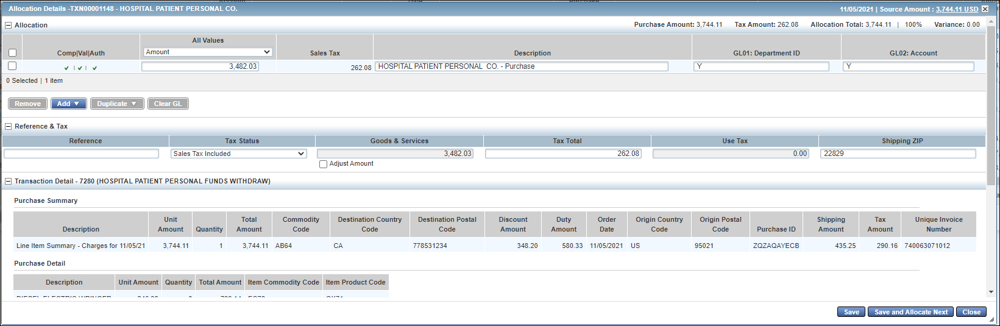 Allocation Details -TXN00001148 - HOSPITAL PATIENT PERSONAL CO. 11/05/2021 | Source Amount : 3,744.11 USD
Allocation Purchase Amount: 3,744.11 Tax Amount: 262.08 Allocation Total: 3,744.11 | 100% Variance: 0.00
All Values
Comp|Val|Auth Amount Sales Tax Description GL01: Department ID GL02: Account
3,482.03 262.08 HOSPITAL PATIENT PERSONAL CO. - Purchase Y Y
0 Selected | 1 item
Remove Add Duplicate Clear GL
Reference & Tax
Reference Tax Status Goods & Services Tax Total Use Tax Shipping ZIP
Sales Tax Included 3,482.03 262.08 0.00 22829
Adjust Amount
Transaction Detail - 7280 (HOSPITAL PATIENT PERSONAL FUNDS WITHDRAW)
Purchase Summary
Description Unit Amount Quantity Total Amount Commodity Code Destination Country Code Destination Postal Code Discount Amount Duty Amount Order Date Origin Country Code Origin Postal Code Purchase ID Shipping Amount Tax Amount Unique Invoice Number
Line Item Summary - Charges for 11/05/21 3,744.11 1 3,744.11 AB64 CA 778531234 348.20 580.33 11/05/2021 US 95021 ZQZAQAYECB 435.25 290.16 740063071012
Purchase Detail
Description Unit Amount Quantity Total Amount Item Commodity Code Item Product Code
Save Save and Allocate Next Close